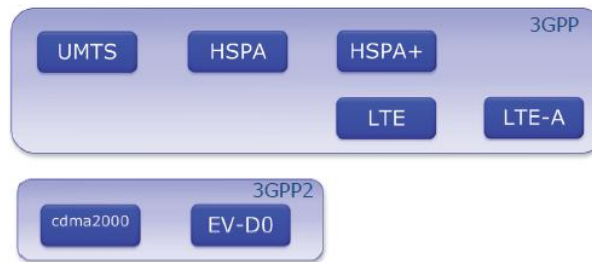 3GPP
UMTS HSPA HSPA+
LTE LTE-A
3GPP2
cdma2000 EV-D0